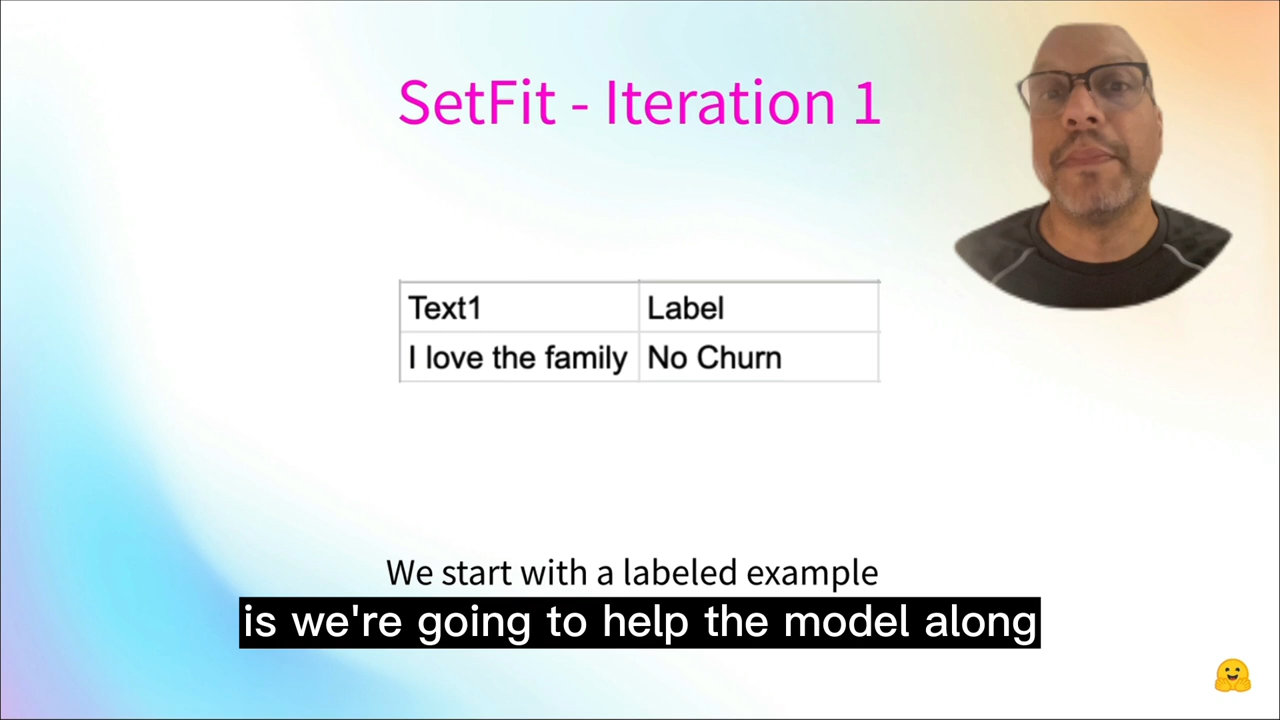 SetFit - Iteration 1
Text1 Label
I love the family No Churn
We start with a labeled example
is we're going to help the model along